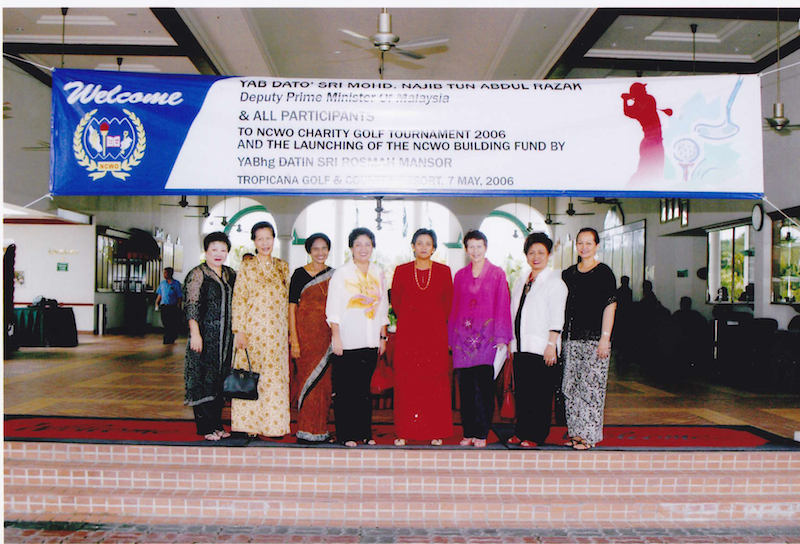 Welcome
NCWO
YAB DATO' SRI MOHD. NAJIB TUN ABDUL RAZAK
Deputy Prime Minister Of Malaysia
& ALL PARTICIPANTS
TO NCWO CHARITY GOLF TOURNAMENT 2006
AND THE LAUNCHING OF THE NCWO BUILDING FUND BY
YABhg DATIN SRI ROSMAH MANSOR
TROPICANA GOLF & COUNTRY RESORT, 7 MAY, 2006